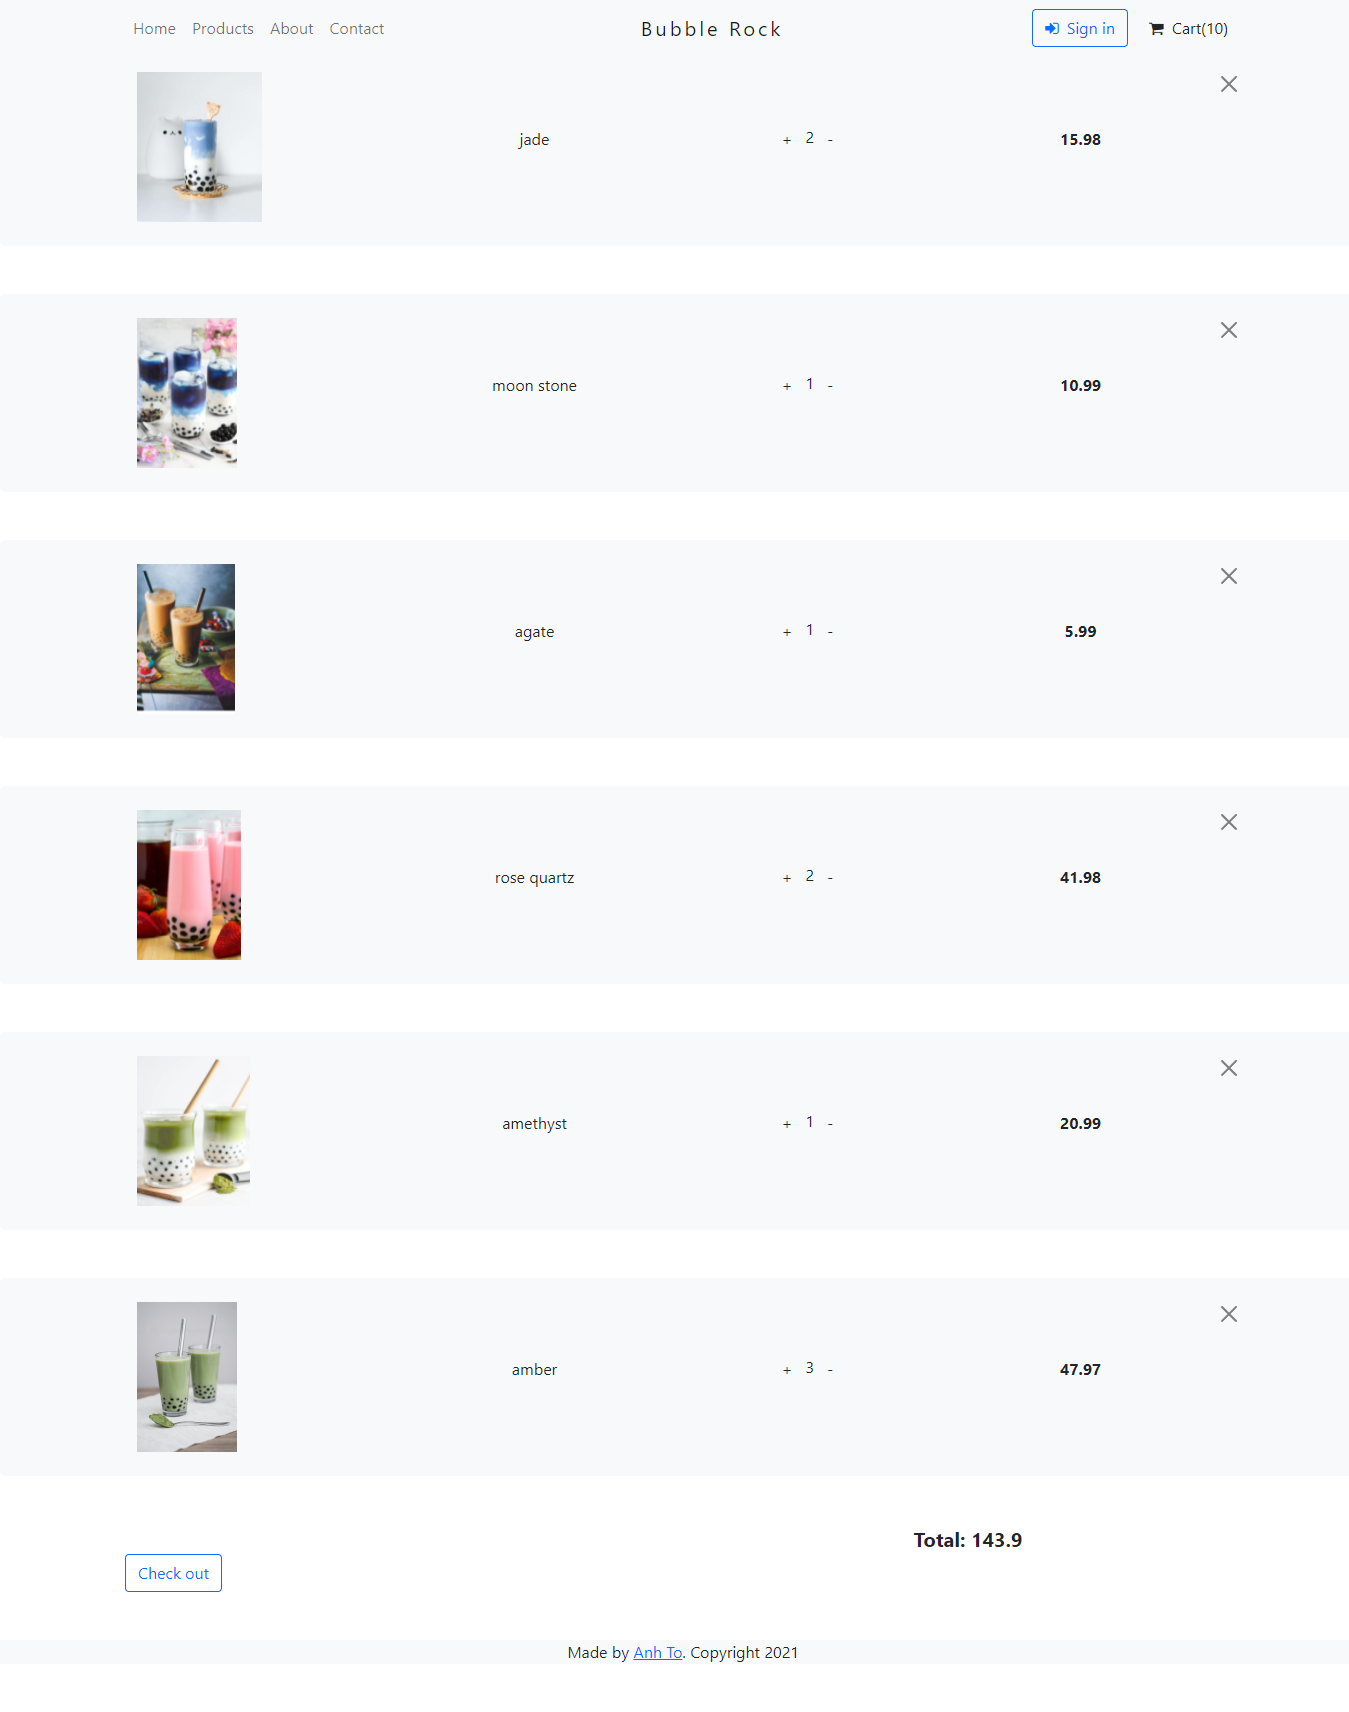 Home Products About Contact Bubble Rock Sign in Cart(10)
jade + 2 - 15.98
moon stone + 1 - 10.99
agate + 1 - 5.99
rose quartz + 2 - 41.98
amethyst + 1 - 20.99
amber + 3 - 47.97
Total: 143.9
Check out
Made by Anh To. Copyright 2021